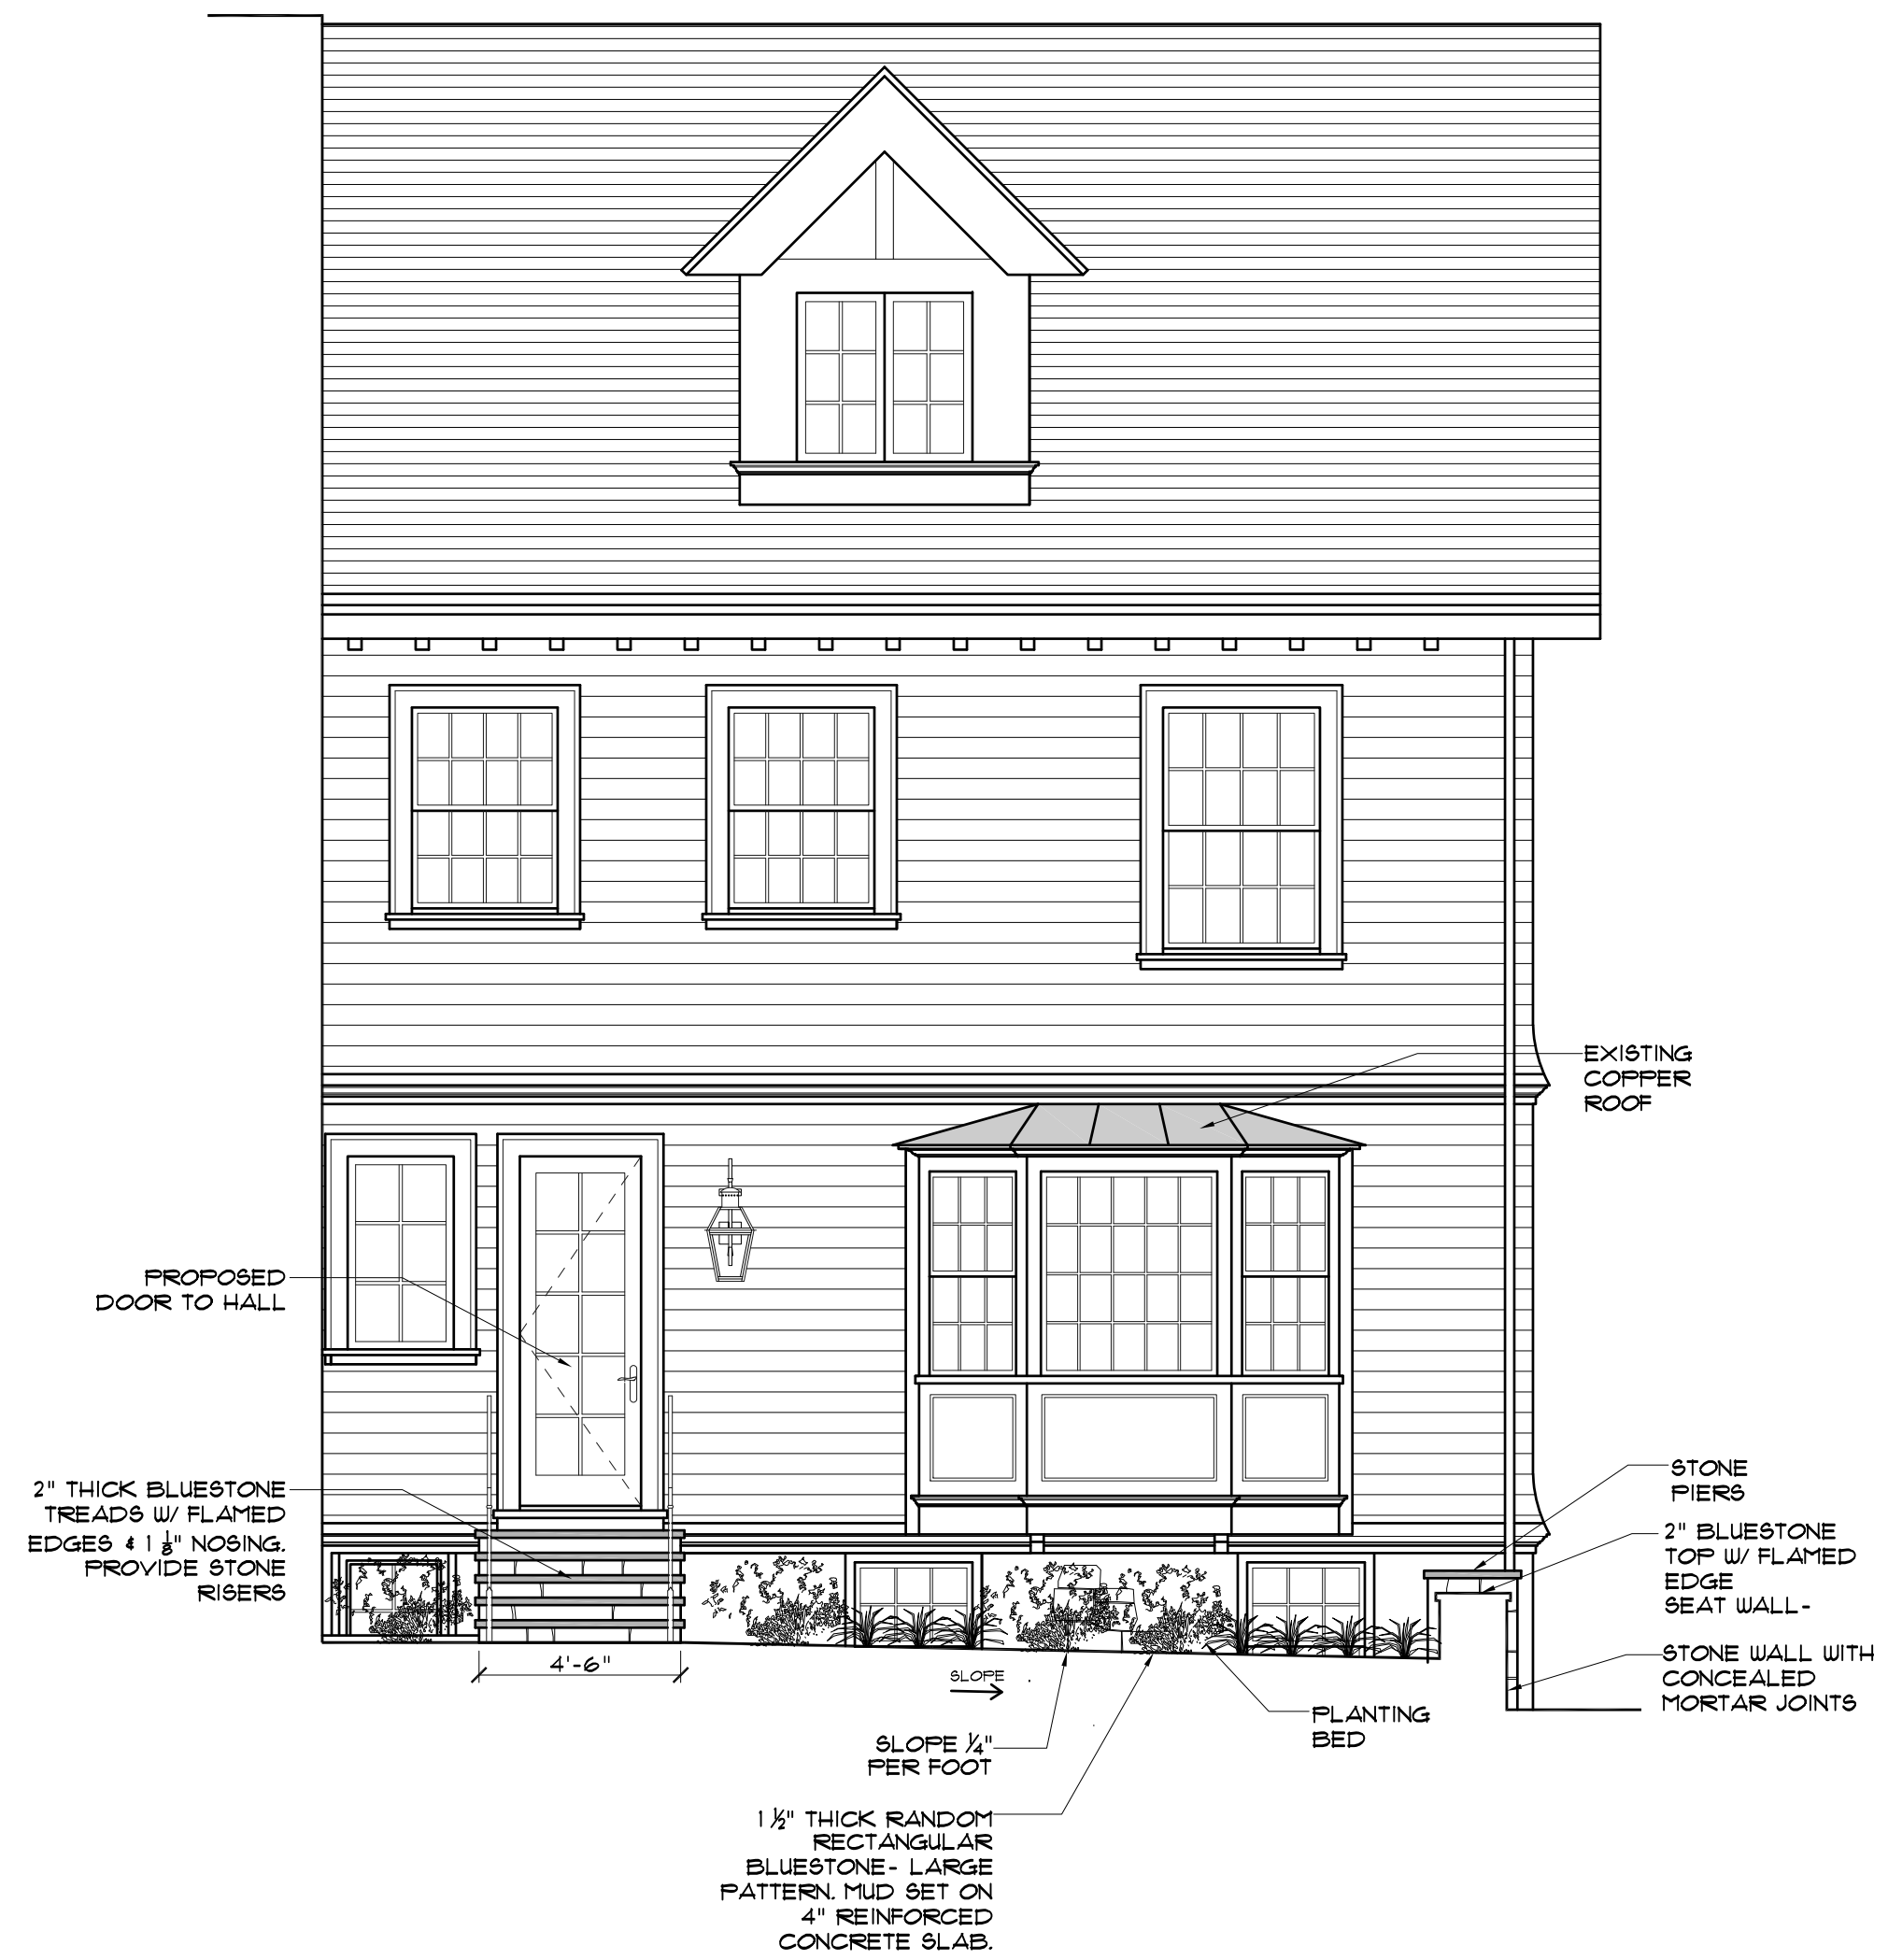 EXISTING
COPPER
ROOF
PROPOSED
DOOR TO HALL
2" THICK BLUESTONE
TREADS W/ FLAMED
EDGES & 1 1/8" NOSING.
PROVIDE STONE
RISERS
STONE
PIERS
2" BLUESTONE
TOP W/ FLAMED
EDGE
SEAT WALL-
STONE WALL WITH
CONCEALED
MORTAR JOINTS
4'-6"
SLOPE
PLANTING
BED
SLOPE 1/4"
PER FOOT
1 1/2" THICK RANDOM
RECTANGULAR
BLUESTONE- LARGE
PATTERN. MUD SET ON
4" REINFORCED
CONCRETE SLAB.